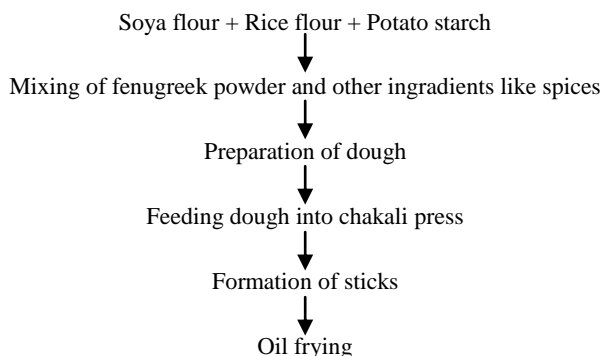 Soya flour + Rice flour + Potato starch
Mixing of fenugreek powder and other ingredients like spices
Preparation of dough
Feeding dough into chakali press
Formation of sticks
Oil frying